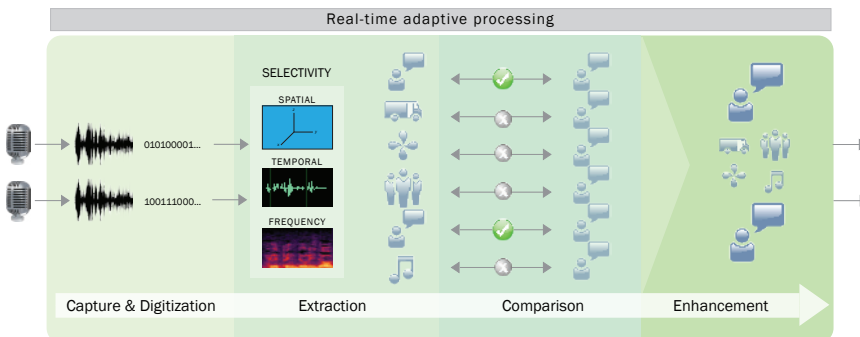 Real-time adaptive processing
SELECTIVITY
SPATIAL
010100001...
TEMPORAL
100111000...
FREQUENCY
Capture & Digitization
Extraction
Comparison
Enhancement